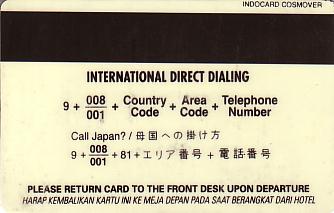 INDOCARD COSMOVER
INTERNATIONAL DIRECT DIALING
9 + 008/001 + Country Code + Area Code + Telephone Number
Call Japan? / 母国への掛け方
9 + 008/001 + 81 + エリア番号 + 電話番号
PLEASE RETURN CARD TO THE FRONT DESK UPON DEPARTURE
HARAP KEMBALIKAN KARTU INI KE MEJA DEPAN PADA SAAT BERANGKAT DARI HOTEL